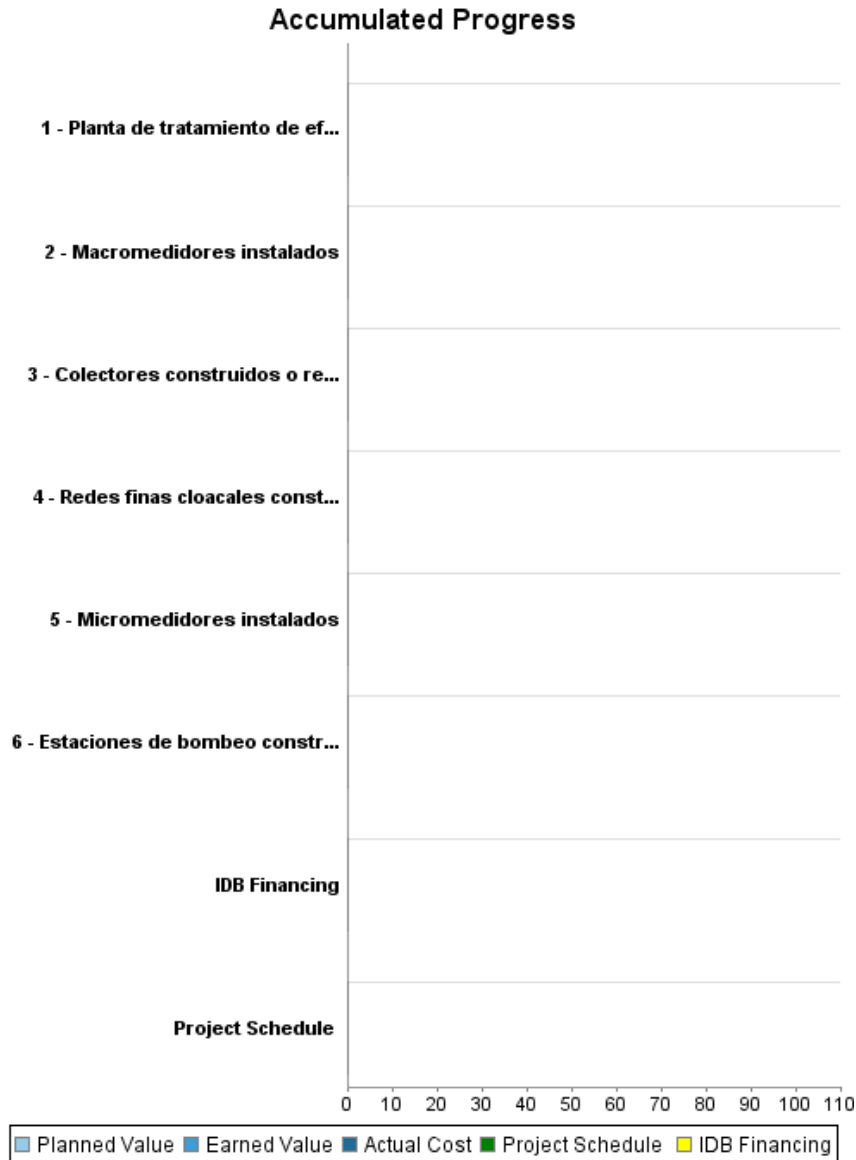 Accumulated Progress
1 - Planta de tratamiento de ef...
2 - Macromedidores instalados
3 - Colectores construidos o re...
4 - Redes finas cloacales const...
5 - Micromedidores instalados
6 - Estaciones de bombeo constr...
IDB Financing
Project Schedule
0 10 20 30 40 50 60 70 80 90 100 110
Planned Value Earned Value Actual Cost Project Schedule IDB Financing